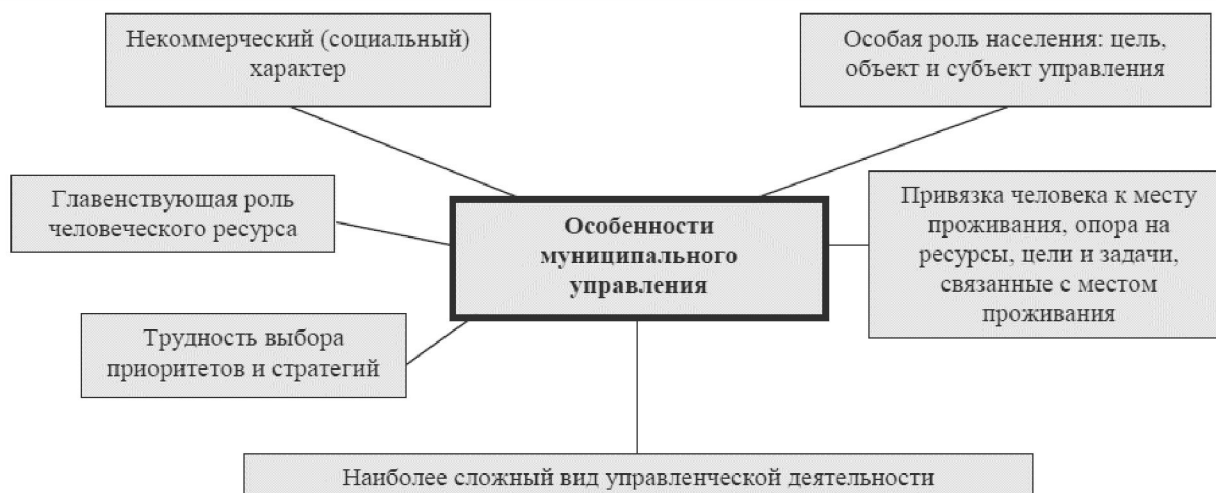 Некоммерческий (социальный)
характер
Особая роль населения: цель,
объект и субъект управления
Главенствующая роль
человеческого ресурса
Особенности
муниципального
управления
Привязка человека к месту
проживания, опора на
ресурсы, цели и задачи,
связанные с местом
проживания
Трудность выбора
приоритетов и стратегий
Наиболее сложный вид управленческой деятельности